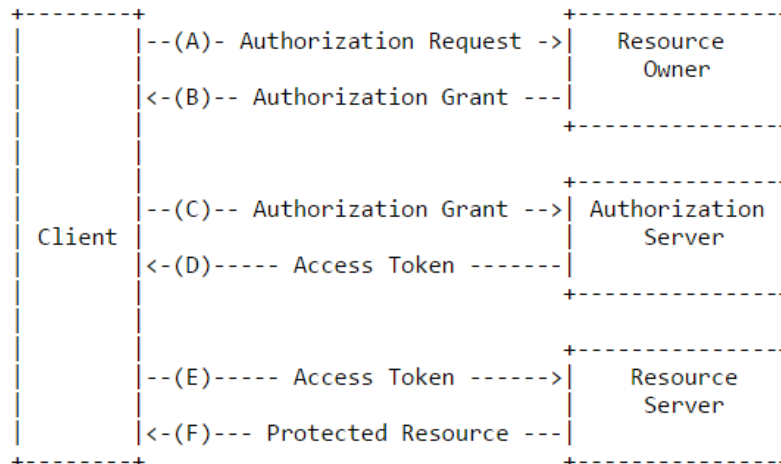 +--------+                               +---------------
|        |--(A)- Authorization Request ->|   Resource
|        |                               |     Owner
|        |<-(B)-- Authorization Grant ---|
|        |                               +---------------
|        |
|        |                               +---------------
|        |--(C)-- Authorization Grant -->| Authorization
| Client |                               |     Server
|        |<-(D)----- Access Token -------|
|        |                               +---------------
|        |
|        |                               +---------------
|        |--(E)----- Access Token ------>|    Resource
|        |                               |     Server
|        |<-(F)--- Protected Resource ---|
+--------+                               +---------------